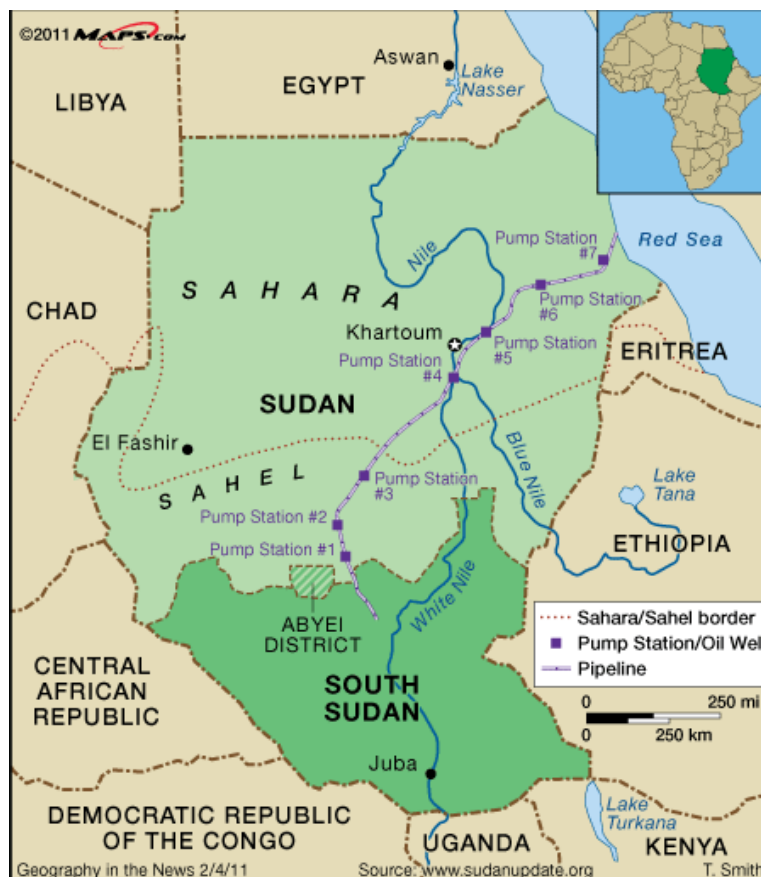 ©2011 MAPS.COM
Aswan
Lake
Nasser
EGYPT
LIBYA
Red Sea
Pump Station
#7
Nile
SAHARA
Pump Station
#6
CHAD
Khartoum
Pump Station
#5
Pump Station
#4
ERITREA
SUDAN
El Fashir
SAHEL
Blue Nile
Pump Station
#3
Lake
Tana
Pump Station #2
ETHIOPIA
Pump Station #1
White Nile
ABYEI
DISTRICT
Sahara/Sahel border
Pump Station/Oil Wel
Pipeline
CENTRAL
AFRICAN
REPUBLIC
SOUTH
SUDAN
0 250 mi
0 250 km
Juba
DEMOCRATIC REPUBLIC
OF THE CONGO
Lake
Turkana
UGANDA
KENYA
Geography in the News 2/4/11
Source: www.sudanupdate.org
T. Smith